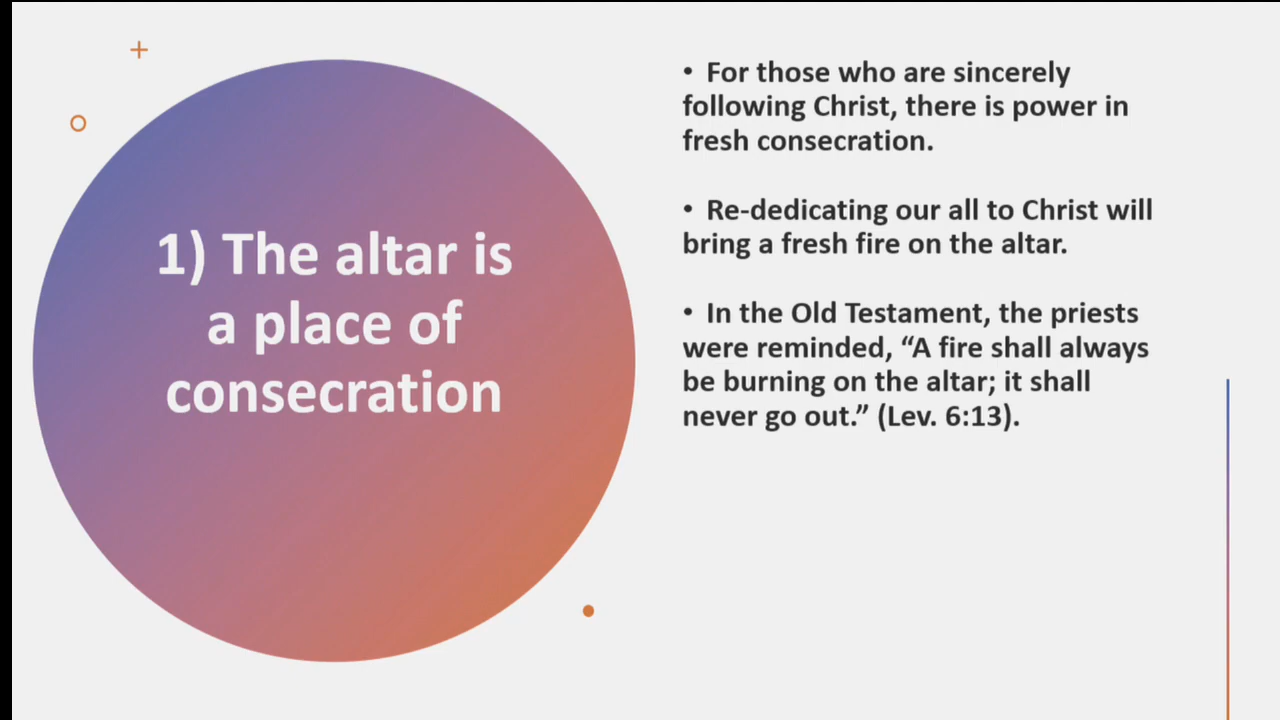 1) The altar is
a place of
consecration
• For those who are sincerely
following Christ, there is power in
fresh consecration.
• Re-dedicating our all to Christ will
bring a fresh fire on the altar.
• In the Old Testament, the priests
were reminded, “A fire shall always
be burning on the altar; it shall
never go out.” (Lev. 6:13).